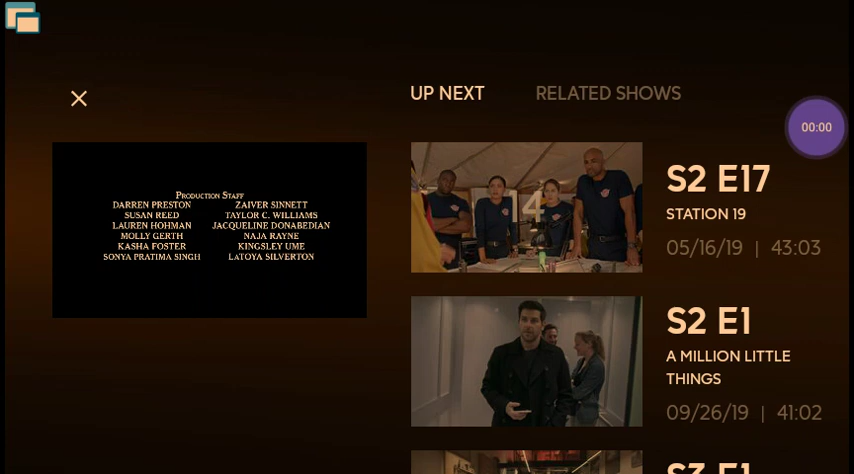 UP NEXT
RELATED SHOWS
00:00
PRODUCTION STAFF
DARREN PRESTON ZAIVER SINNETT
SUSAN REED TAYLOR C. WILLIAMS
LAUREN HOHMAN JACQUELINE DONABEDIAN
MOLLY GERTH NAJA RAYNE
KASHA FOSTER KINGSLEY UME
SONYA PRATIMA SINGH LATOYA SILVERTON
14
S2 E17
STATION 19
05/16/19 | 43:03
S2 E1
A MILLION LITTLE
THINGS
09/26/19 | 41:02